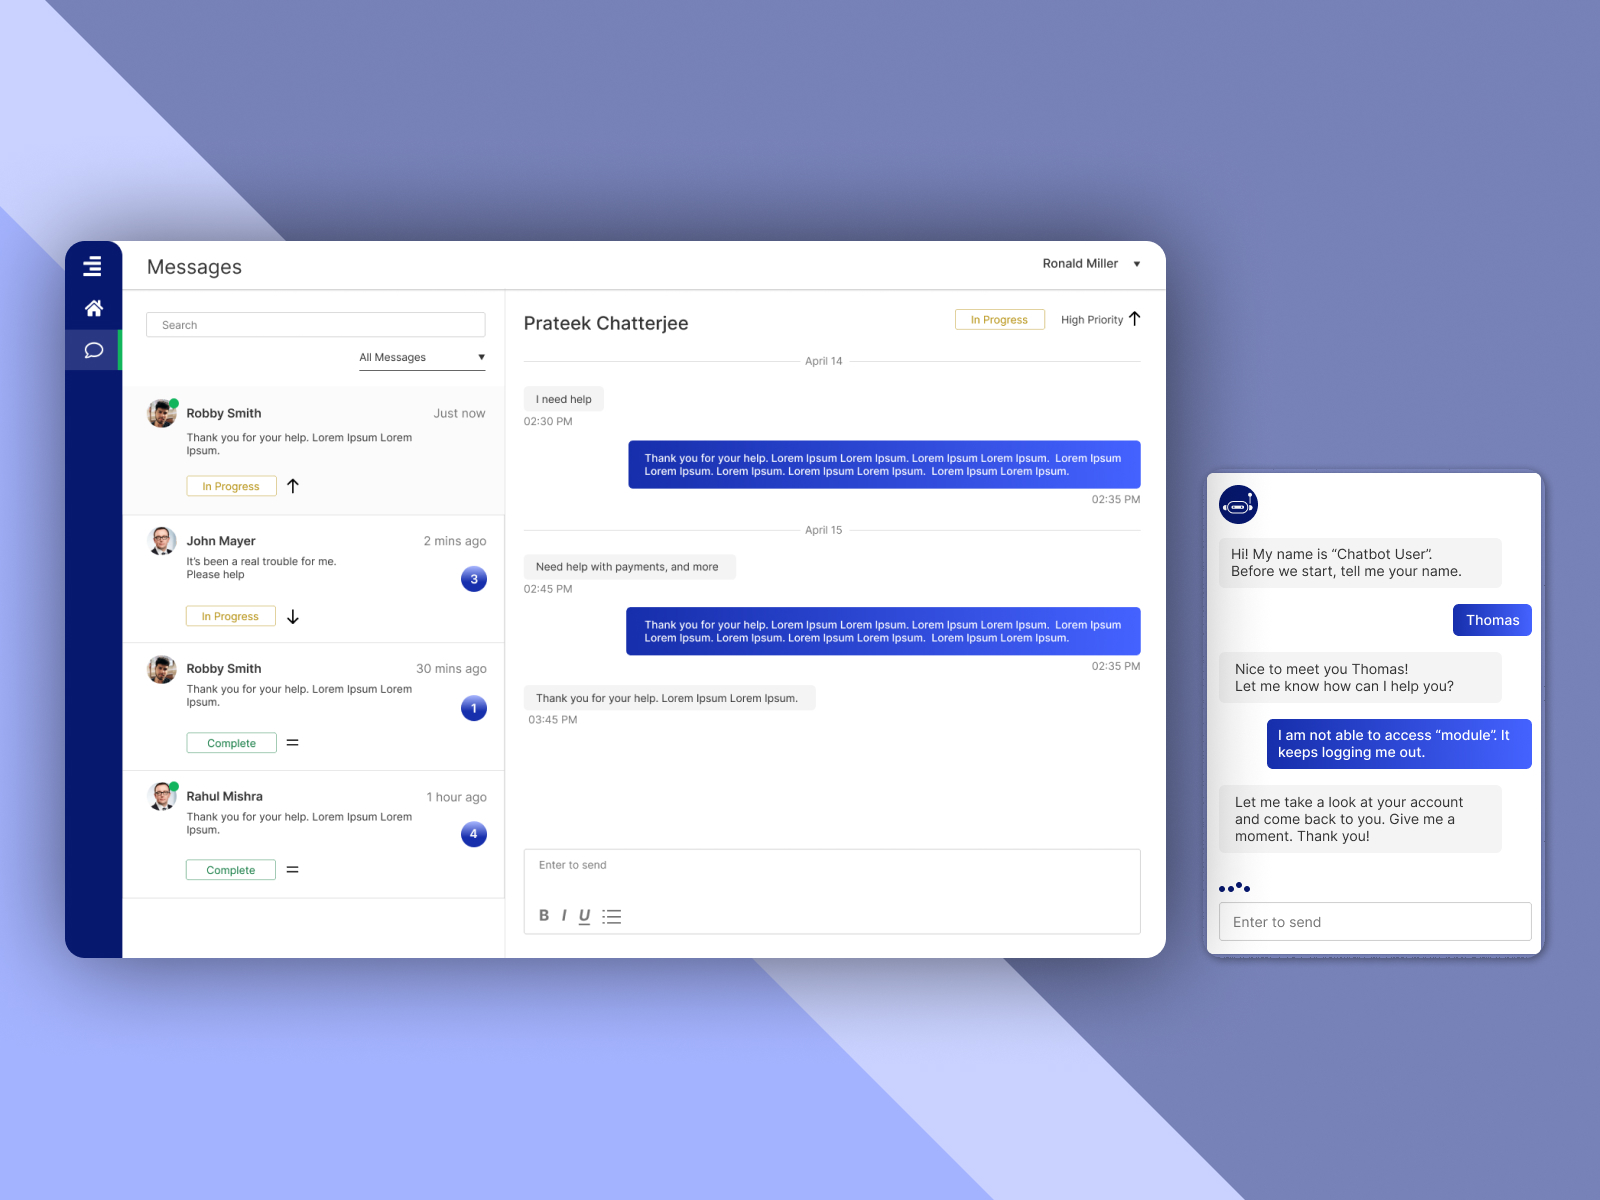 Messages
Ronald Miller
Search
All Messages
Robby Smith
Just now
Thank you for your help. Lorem Ipsum Lorem
Ipsum.
In Progress
John Mayer
2 mins ago
It's been a real trouble for me.
Please help
3
In Progress
Robby Smith
30 mins ago
Thank you for your help. Lorem Ipsum Lorem
Ipsum.
1
Complete
Rahul Mishra
1 hour ago
Thank you for your help. Lorem Ipsum Lorem
Ipsum.
4
Complete
Prateek Chatterjee
In Progress
High Priority
April 14
I need help
02:30 PM
Thank you for your help. Lorem Ipsum Lorem Ipsum. Lorem Ipsum Lorem Ipsum.  Lorem Ipsum
Lorem Ipsum. Lorem Ipsum. Lorem Ipsum Lorem Ipsum.  Lorem Ipsum Lorem Ipsum.
02:35 PM
April 15
Need help with payments, and more
02:45 PM
Thank you for your help. Lorem Ipsum Lorem Ipsum. Lorem Ipsum Lorem Ipsum.  Lorem Ipsum
Lorem Ipsum. Lorem Ipsum. Lorem Ipsum Lorem Ipsum.  Lorem Ipsum Lorem Ipsum.
02:35 PM
Thank you for your help. Lorem Ipsum Lorem Ipsum.
03:45 PM
Enter to send
B I U
Hi! My name is “Chatbot User”.
Before we start, tell me your name.
Thomas
Nice to meet you Thomas!
Let me know how can I help you?
I am not able to access “module“. It
keeps logging me out.
Let me take a look at your account
and come back to you. Give me a
moment. Thank you!
Enter to send